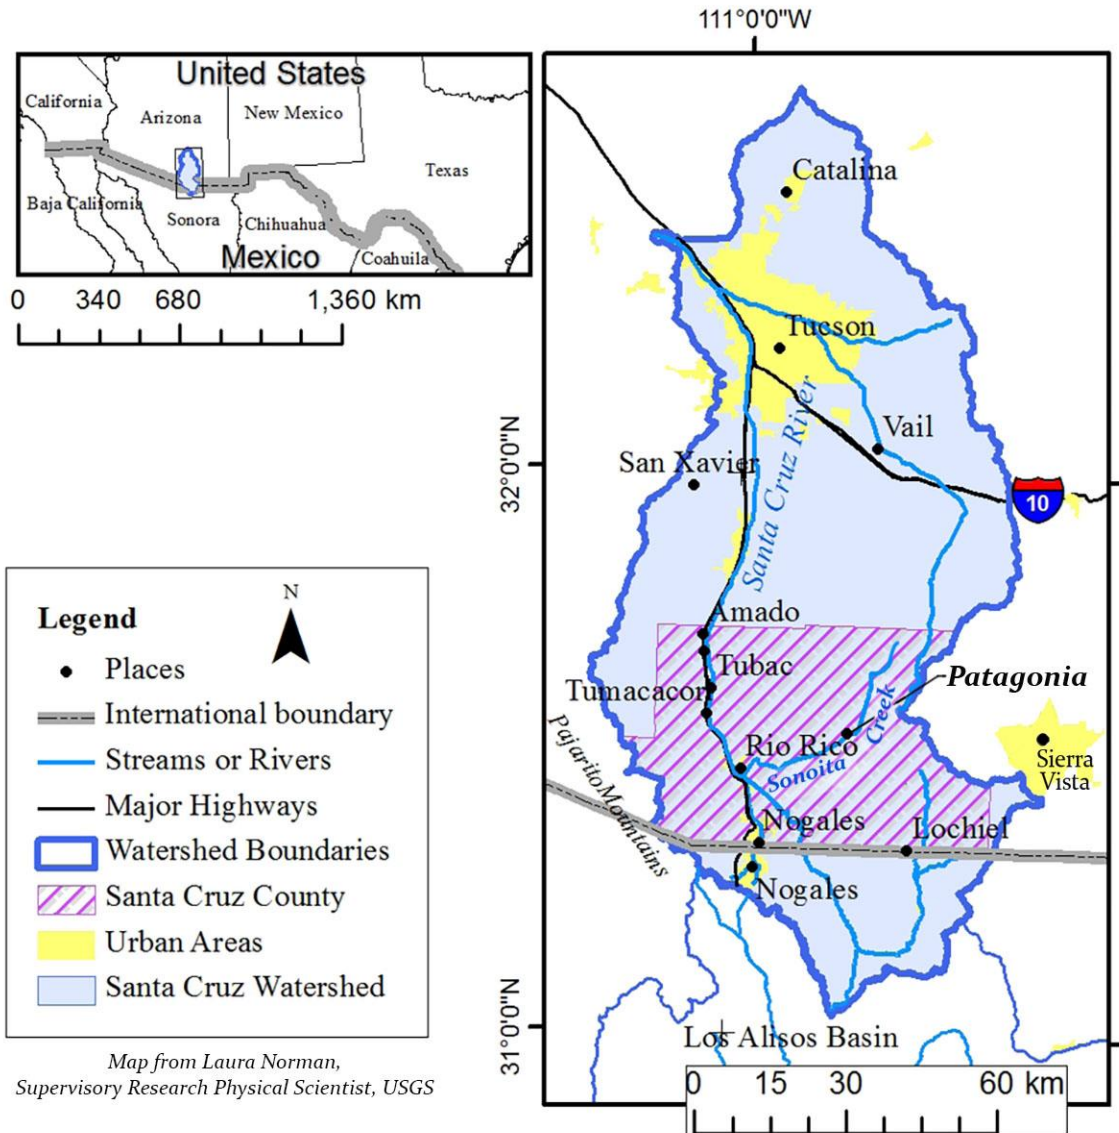 111°0'0"W
United States
California
Arizona
New Mexico
Texas
Baja California
Sonora
Chihuahua
Coahuila
Mexico
0 340 680 1,360 km
Catalina
Tucson
Santa Cruz River
Vail
San Xavier
32°0'0"N
10
Amado
Tubac
Tumacacori
Patagonia
Rio Rico
Sonoita
Creek
Sierra
Vista
Pajarito Mountains
Nogales
Lochiel
Nogales
31°0'0"N
Los Alisos Basin
0 15 30 60 km
Legend
N
Places
International boundary
Streams or Rivers
Major Highways
Watershed Boundaries
Santa Cruz County
Urban Areas
Santa Cruz Watershed
Map from Laura Norman,
Supervisory Research Physical Scientist, USGS